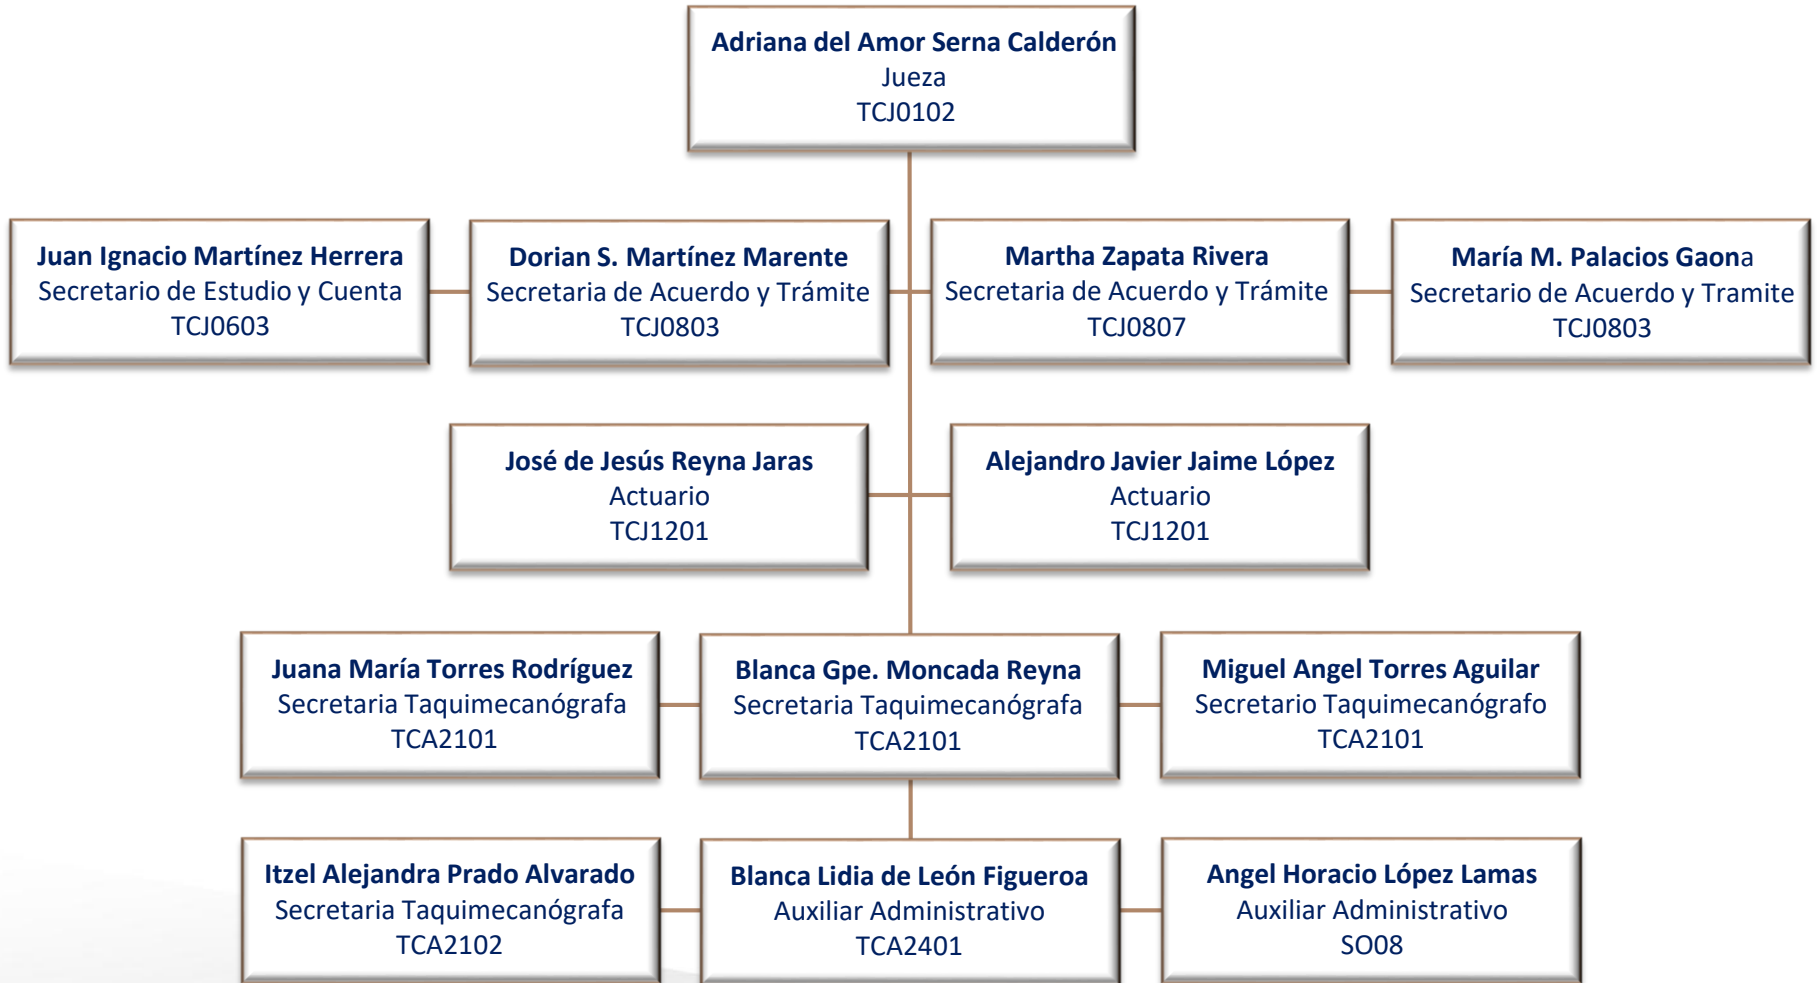 Adriana del Amor Serna Calderón
Jueza
TCJ0102
Juan Ignacio Martínez Herrera
Secretario de Estudio y Cuenta
TCJ0603
Dorian S. Martínez Marente
Secretaria de Acuerdo y Trámite
TCJ0803
Martha Zapata Rivera
Secretaria de Acuerdo y Trámite
TCJ0807
María M. Palacios Gaona
Secretario de Acuerdo y Tramite
TCJ0803
José de Jesús Reyna Jaras
Actuario
TCJ1201
Alejandro Javier Jaime López
Actuario
TCJ1201
Juana María Torres Rodríguez
Secretaria Taquimecanógrafa
TCA2101
Blanca Gpe. Moncada Reyna
Secretaria Taquimecanógrafa
TCA2101
Miguel Angel Torres Aguilar
Secretario Taquimecanógrafo
TCA2101
Itzel Alejandra Prado Alvarado
Secretaria Taquimecanógrafa
TCA2102
Blanca Lidia de León Figueroa
Auxiliar Administrativo
TCA2401
Angel Horacio López Lamas
Auxiliar Administrativo
SO08